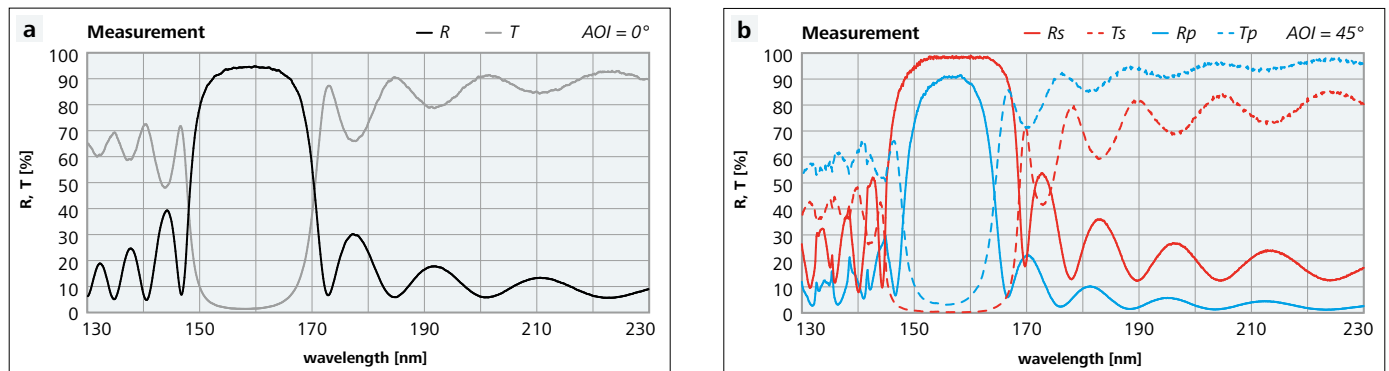 a Measurement — R — T AOI = 0°
100
90
80
70
60
50
40
30
20
10
0
R, T [%]
130 150 170 190 210 230
wavelength [nm]
b Measurement — Rs -- Ts — Rp -- Tp AOI = 45°
100
90
80
70
60
50
40
30
20
10
0
R, T [%]
130 150 170 190 210 230
wavelength [nm]